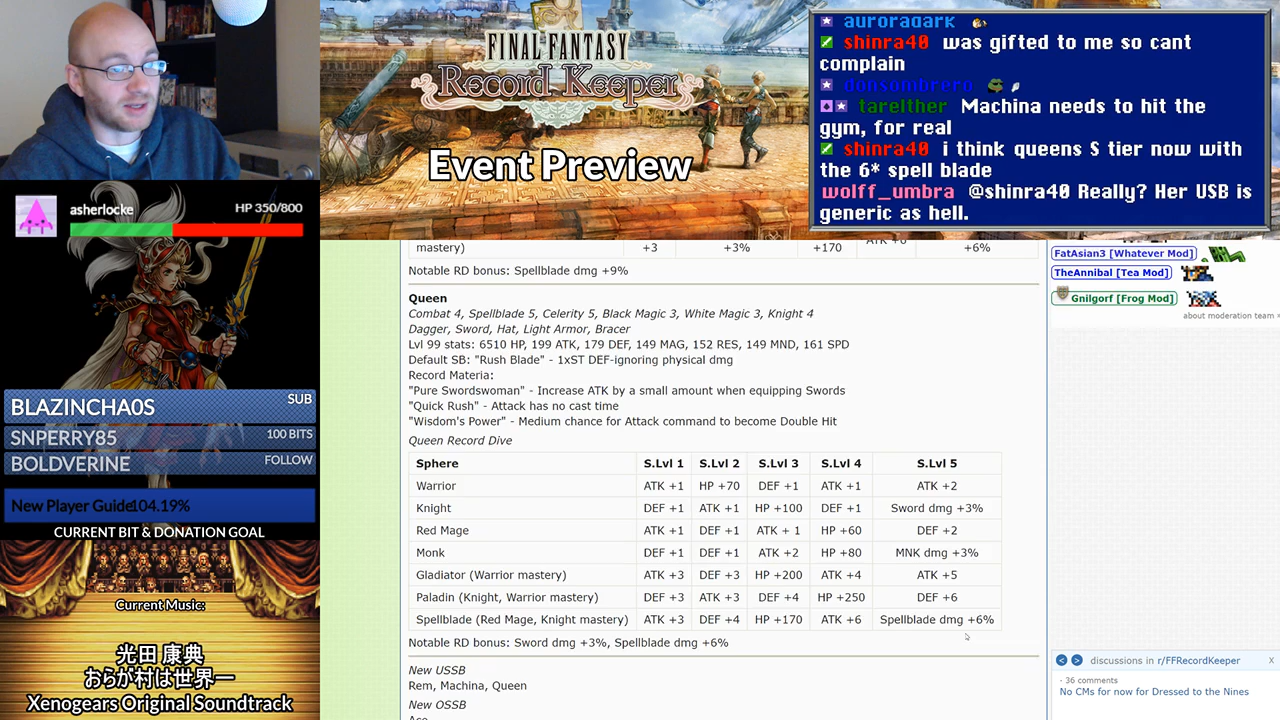 FINAL FANTASY
Record Keeper
Event Preview
auroradark
shinra40 was gifted to me so cant
complain
donsombrero
tarelther Machina needs to hit the
gym, for real
shinra40 i think queens S tier now with
the 6* spell blade
wolff_umbra @shinra40 Really? Her USB is
generic as hell.
asherlocke HP 350/800
BLAZINCHA0S SUB
SNPERRY85 100 BITS
BOLDVERINE FOLLOW
New Player Guide104.19%
CURRENT BIT & DONATION GOAL
Current Music:
光田 康典
おらが村は世界一
Xenogears Original Soundtrack
mastery) +3 +3% +170 ATK +6 +6%
Notable RD bonus: Spellblade dmg +9%
Queen
Combat 4, Spellblade 5, Celerity 5, Black Magic 3, White Magic 3, Knight 4
Dagger, Sword, Hat, Light Armor, Bracer
Lvl 99 stats: 6510 HP, 199 ATK, 179 DEF, 149 MAG, 152 RES, 149 MND, 161 SPD
Default SB: "Rush Blade" - 1xST DEF-ignoring physical dmg
Record Materia:
"Pure Swordswoman" - Increase ATK by a small amount when equipping Swords
"Quick Rush" - Attack has no cast time
"Wisdom's Power" - Medium chance for Attack command to become Double Hit
Queen Record Dive
Sphere S.Lvl 1 S.Lvl 2 S.Lvl 3 S.Lvl 4 S.Lvl 5
Warrior ATK +1 HP +70 DEF +1 ATK +1 ATK +2
Knight DEF +1 ATK +1 HP +100 DEF +1 Sword dmg +3%
Red Mage ATK +1 DEF +1 ATK + 1 HP +60 DEF +2
Monk DEF +1 DEF +1 ATK +2 HP +80 MNK dmg +3%
Gladiator (Warrior mastery) ATK +3 DEF +3 HP +200 ATK +4 ATK +5
Paladin (Knight, Warrior mastery) DEF +3 ATK +3 DEF +4 HP +250 DEF +6
Spellblade (Red Mage, Knight mastery) ATK +3 DEF +4 HP +170 ATK +6 Spellblade dmg +6%
Notable RD bonus: Sword dmg +3%, Spellblade dmg +6%
New USSB
Rem, Machina, Queen
New OSSB
Ace
FatAsian3 [Whatever Mod]
TheAnnibal [Tea Mod]
Gnilgorf [Frog Mod]
about moderation team »
< > discussions in r/FFRecordKeeper X
· 36 comments
No CMs for now for Dressed to the Nines